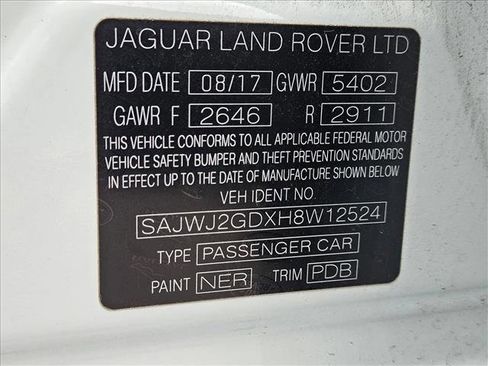 JAGUAR LAND ROVER LTD
MFD DATE 08/17 GVWR 5402
GAWR F 2646 R 2911
THIS VEHICLE CONFORMS TO ALL APPLICABLE FEDERAL MOTOR
VEHICLE SAFETY BUMPER AND THEFT PREVENTION STANDARDS
IN EFFECT UP TO THE DATE OF MANUFACTURE SHOWN BELOW
VEH IDENT NO.
SAJWJ2GDXH8W12524
TYPE PASSENGER CAR
PAINT NER TRIM PDB